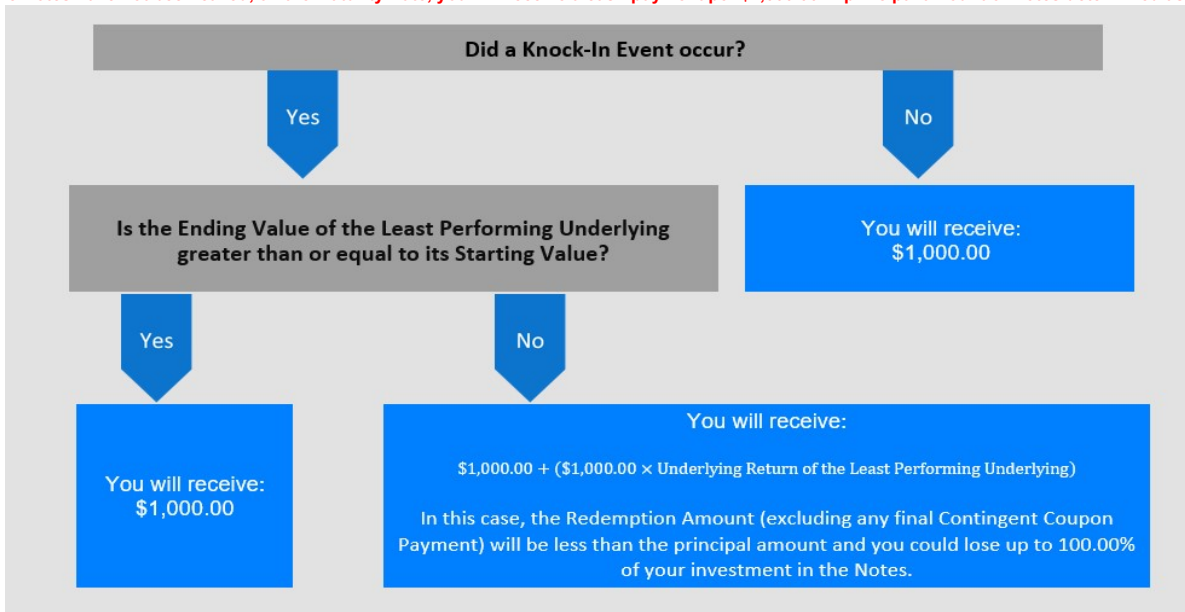 Did a Knock-In Event occur?
Yes
No
Is the Ending Value of the Least Performing Underlying
greater than or equal to its Starting Value?
You will receive:
$1,000.00
Yes
No
You will receive:
$1,000.00
You will receive:
$1,000.00 + ($1,000.00 × Underlying Return of the Least Performing Underlying)
In this case, the Redemption Amount (excluding any final Contingent Coupon
Payment) will be less than the principal amount and you could lose up to 100.00%
of your investment in the Notes.